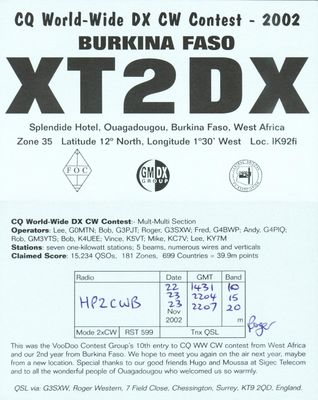 CQ World-Wide DX CW Contest - 2002
BURKINA FASO
XT2DX
Splendide Hotel, Ouagadougou, Burkina Faso, West Africa
Zone 35 Latitude 12° North, Longitude 1°30' West Loc. IK92fi
FOC
GMDX
GROUP
CQ World-Wide DX CW Contest:- Mult-Multi Section
Operators: Lee, G0MTN; Bob, G3PJT; Roger, G3SXW; Fred, G4BWP; Andy, G4PIQ;
Rob, GM3YTS; Bob, K4UEE; Vince, K5VT; Mike, KC7V; Lee, KY7M
Stations: seven one-kilowatt stations; 5 beams, numerous wires and verticals
Claimed Score: 15,234 QSOs, 181 Zones, 699 Countries = 39.9m points
Radio Date GMT Band
22 1431 10
HP2CWB 23 2204 15
23 2207 20
Nov
2002 m
Mode 2xCW RST 599 Tnx QSL Roger
This was the VooDoo Contest Group's 10th entry to CQ WW CW contest from West Africa
and our 2nd year from Burkina Faso. We hope to meet you again on the air next year, maybe
from a new location. Special thanks to our good friends Hugo and Moussa at Sigec Telecom
and to all the wonderful people of Ouagadougou who welcomed us so warmly.
QSL via: G3SXW, Roger Western, 7 Field Close, Chessington, Surrey, KT9 2QD, England.